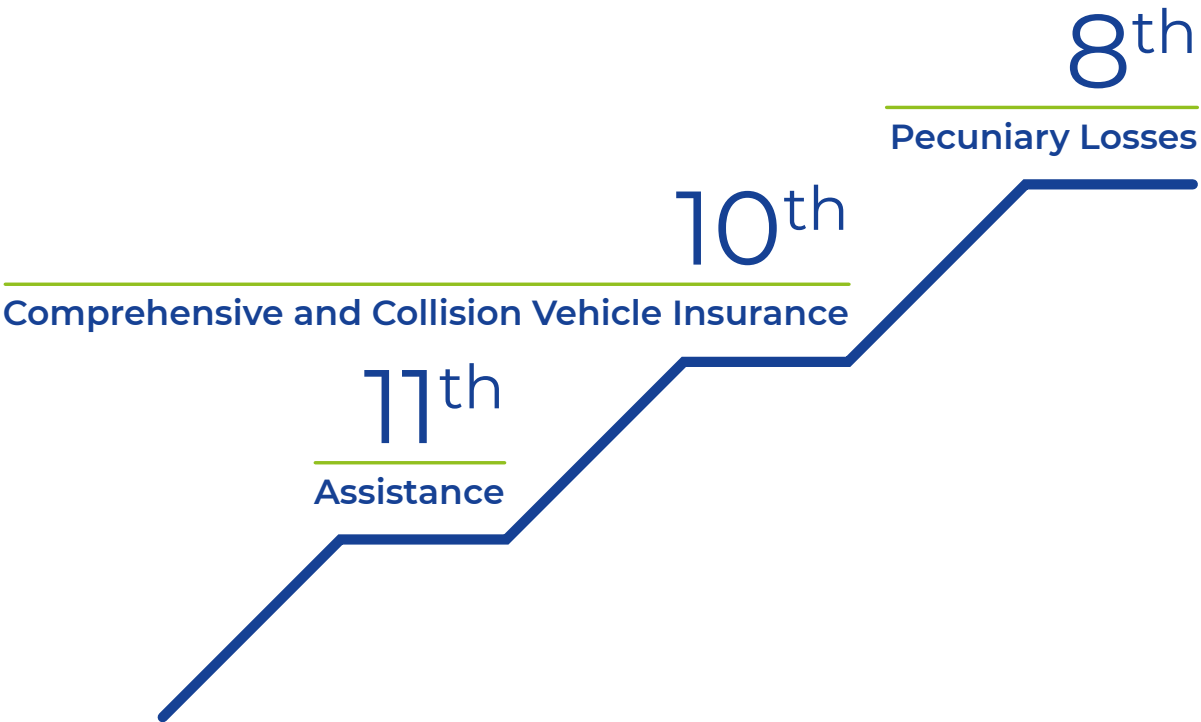 8th
Pecuniary Losses
10th
Comprehensive and Collision Vehicle Insurance
11th
Assistance